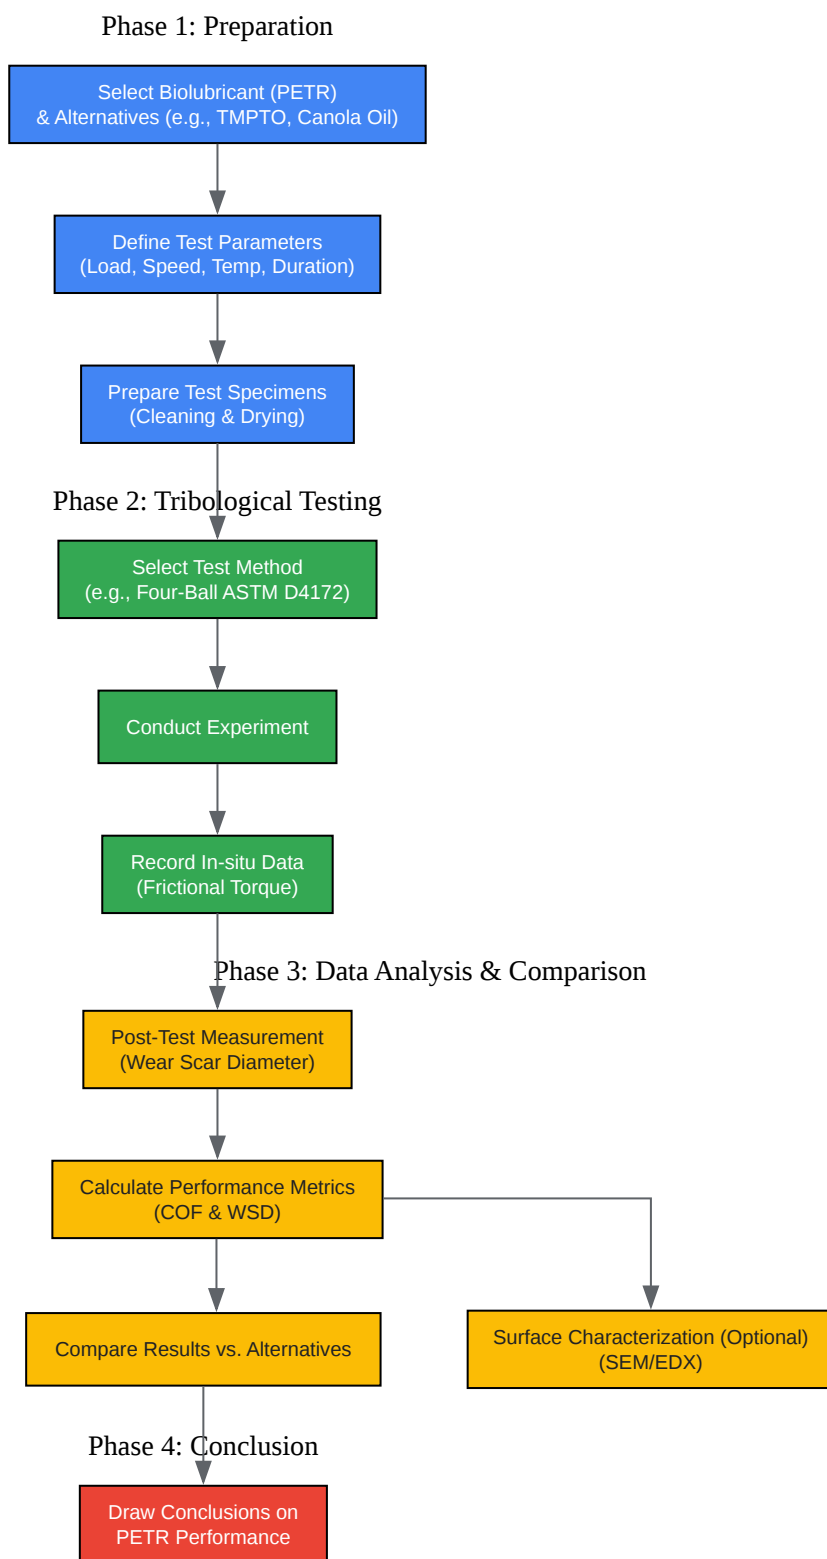 Phase 1: Preparation
Select Biolubricant (PETR)
& Alternatives (e.g., TMPTO, Canola Oil)
Define Test Parameters
(Load, Speed, Temp, Duration)
Prepare Test Specimens
(Cleaning & Drying)
Phase 2: Tribological Testing
Select Test Method
(e.g., Four-Ball ASTM D4172)
Conduct Experiment
Record In-situ Data
(Frictional Torque)
Phase 3: Data Analysis & Comparison
Post-Test Measurement
(Wear Scar Diameter)
Calculate Performance Metrics
(COF & WSD)
Compare Results vs. Alternatives
Surface Characterization (Optional)
(SEM/EDX)
Phase 4: Conclusion
Draw Conclusions on
PETR Performance